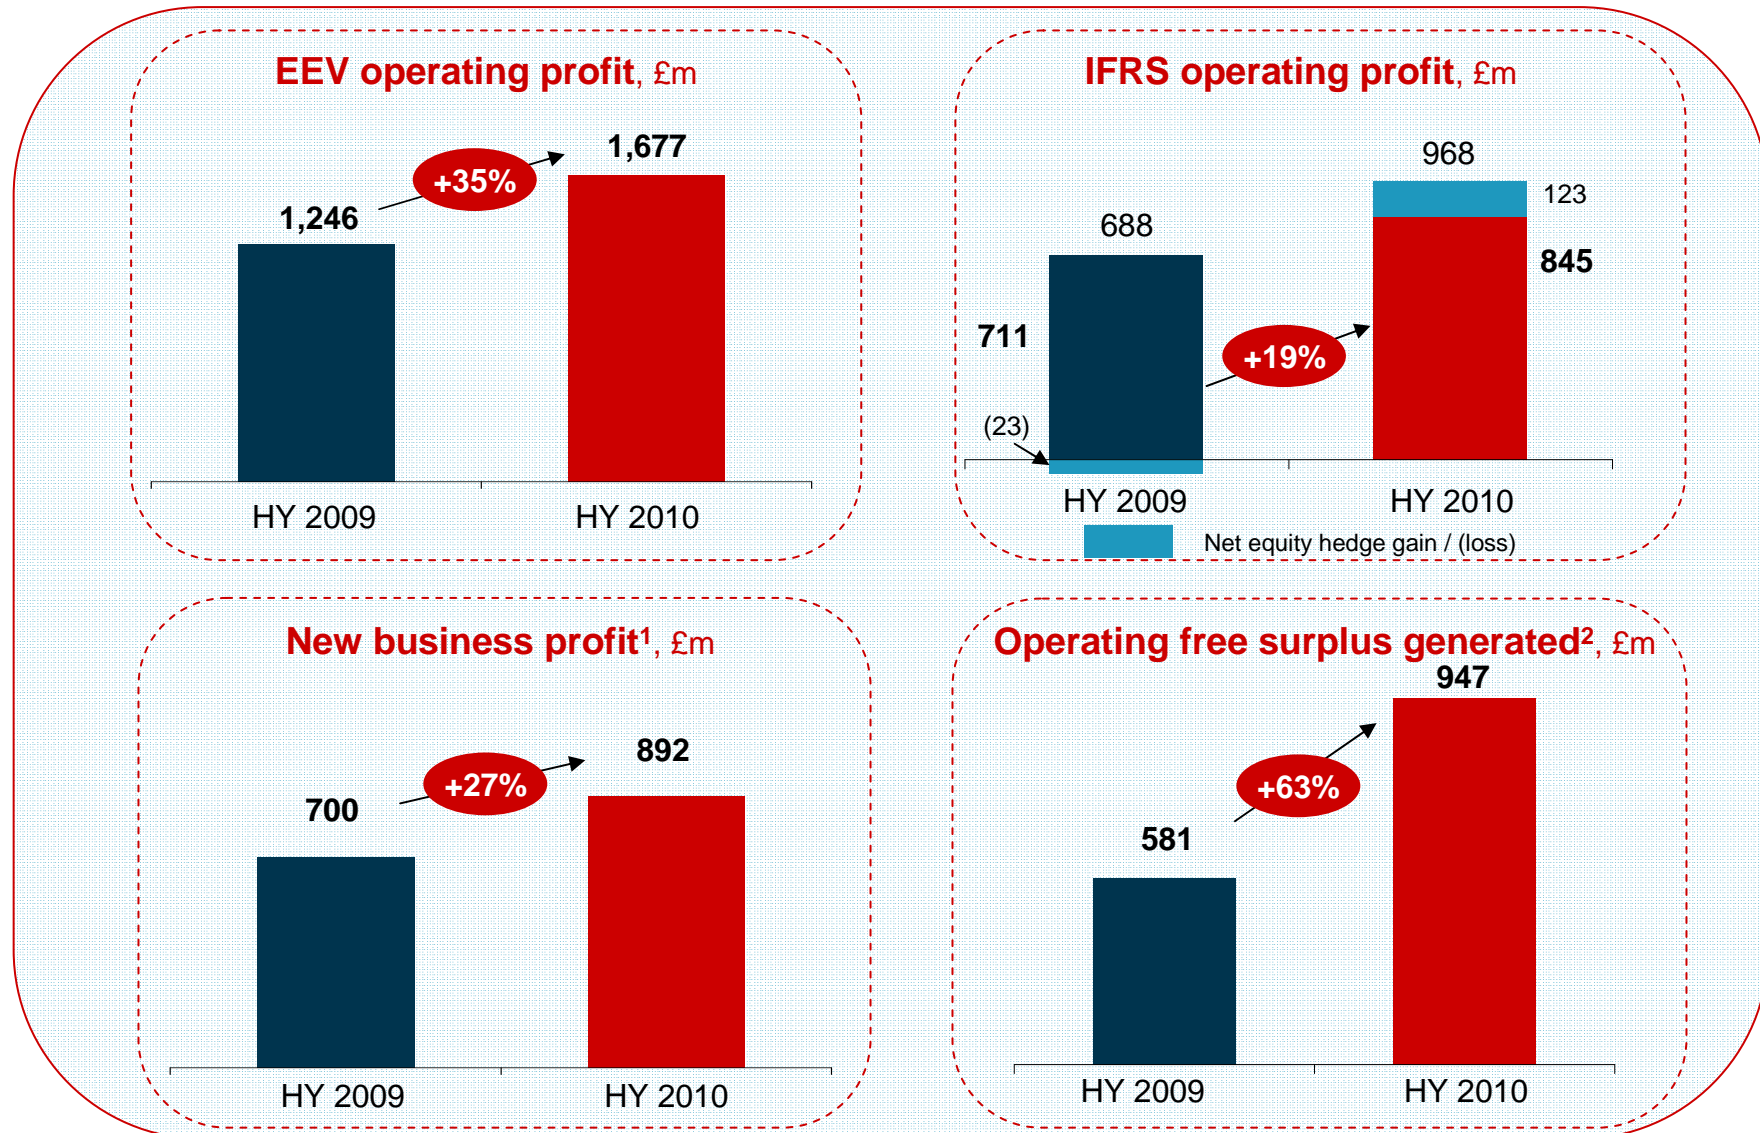 EEV operating profit, £m
1,677
+35%
1,246
HY 2009
HY 2010
IFRS operating profit, £m
968
123
688
845
711
+19%
(23)
HY 2009
HY 2010
Net equity hedge gain / (loss)
New business profit¹, £m
892
+27%
700
HY 2009
HY 2010
Operating free surplus generated², £m
947
+63%
581
HY 2009
HY 2010